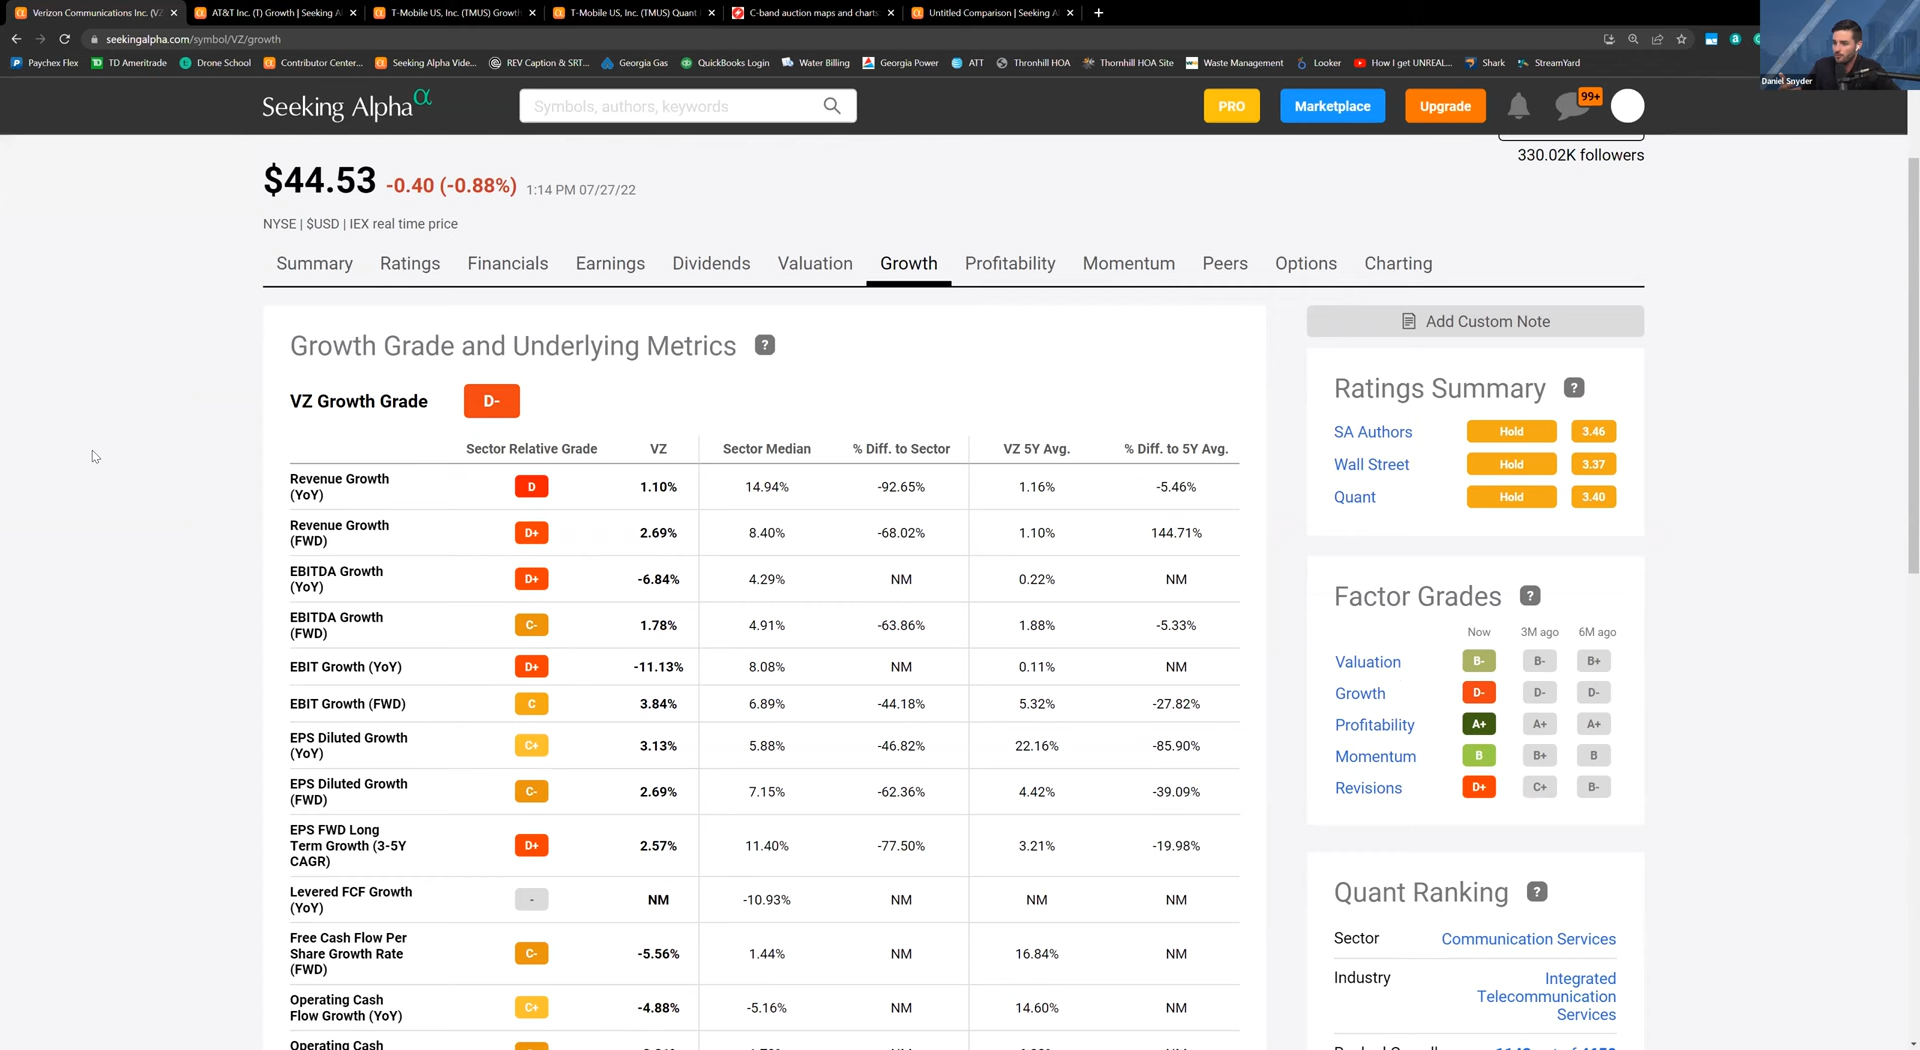 Verizon Communications Inc. (VZ
AT&T Inc. (T) Growth | Seeking A
T-Mobile US, Inc. (TMUS) Growth
T-Mobile US, Inc. (TMUS) Quant
C-band auction maps and charts
Untitled Comparison | Seeking A
seekingalpha.com/symbol/VZ/growth
Paychex Flex TD Ameritrade Drone School Contributor Center... Seeking Alpha Vide... REV Caption & SRT... Georgia Gas QuickBooks Login Water Billing Georgia Power ATT Thronhill HOA Thornhill HOA Site Waste Management Looker How I get UNREAL... Shark StreamYard
Daniel Snyder
Seeking Alpha α
Symbols, authors, keywords
PRO
Marketplace
Upgrade
99+
330.02K followers
$44.53 -0.40 (-0.88%) 1:14 PM 07/27/22
NYSE | $USD | IEX real time price
Summary Ratings Financials Earnings Dividends Valuation Growth Profitability Momentum Peers Options Charting
Growth Grade and Underlying Metrics ?
VZ Growth Grade D-
Sector Relative Grade VZ Sector Median % Diff. to Sector VZ 5Y Avg. % Diff. to 5Y Avg.
Revenue Growth
(YoY) D 1.10% 14.94% -92.65% 1.16% -5.46%
Revenue Growth
(FWD) D+ 2.69% 8.40% -68.02% 1.10% 144.71%
EBITDA Growth
(YoY) D+ -6.84% 4.29% NM 0.22% NM
EBITDA Growth
(FWD) C- 1.78% 4.91% -63.86% 1.88% -5.33%
EBIT Growth (YoY) D+ -11.13% 8.08% NM 0.11% NM
EBIT Growth (FWD) C 3.84% 6.89% -44.18% 5.32% -27.82%
EPS Diluted Growth
(YoY) C+ 3.13% 5.88% -46.82% 22.16% -85.90%
EPS Diluted Growth
(FWD) C- 2.69% 7.15% -62.36% 4.42% -39.09%
EPS FWD Long
Term Growth (3-5Y
CAGR) D+ 2.57% 11.40% -77.50% 3.21% -19.98%
Levered FCF Growth
(YoY) - NM -10.93% NM NM NM
Free Cash Flow Per
Share Growth Rate
(FWD) C- -5.56% 1.44% NM 16.84% NM
Operating Cash
Flow Growth (YoY) C+ -4.88% -5.16% NM 14.60% NM
Operating Cash
Add Custom Note
Ratings Summary ?
SA Authors Hold 3.46
Wall Street Hold 3.37
Quant Hold 3.40
Factor Grades ?
Now 3M ago 6M ago
Valuation B- B- B+
Growth D- D- D-
Profitability A+ A+ A+
Momentum B B+ B
Revisions D+ C+ B-
Quant Ranking ?
Sector Communication Services
Industry Integrated
Telecommunication
Services